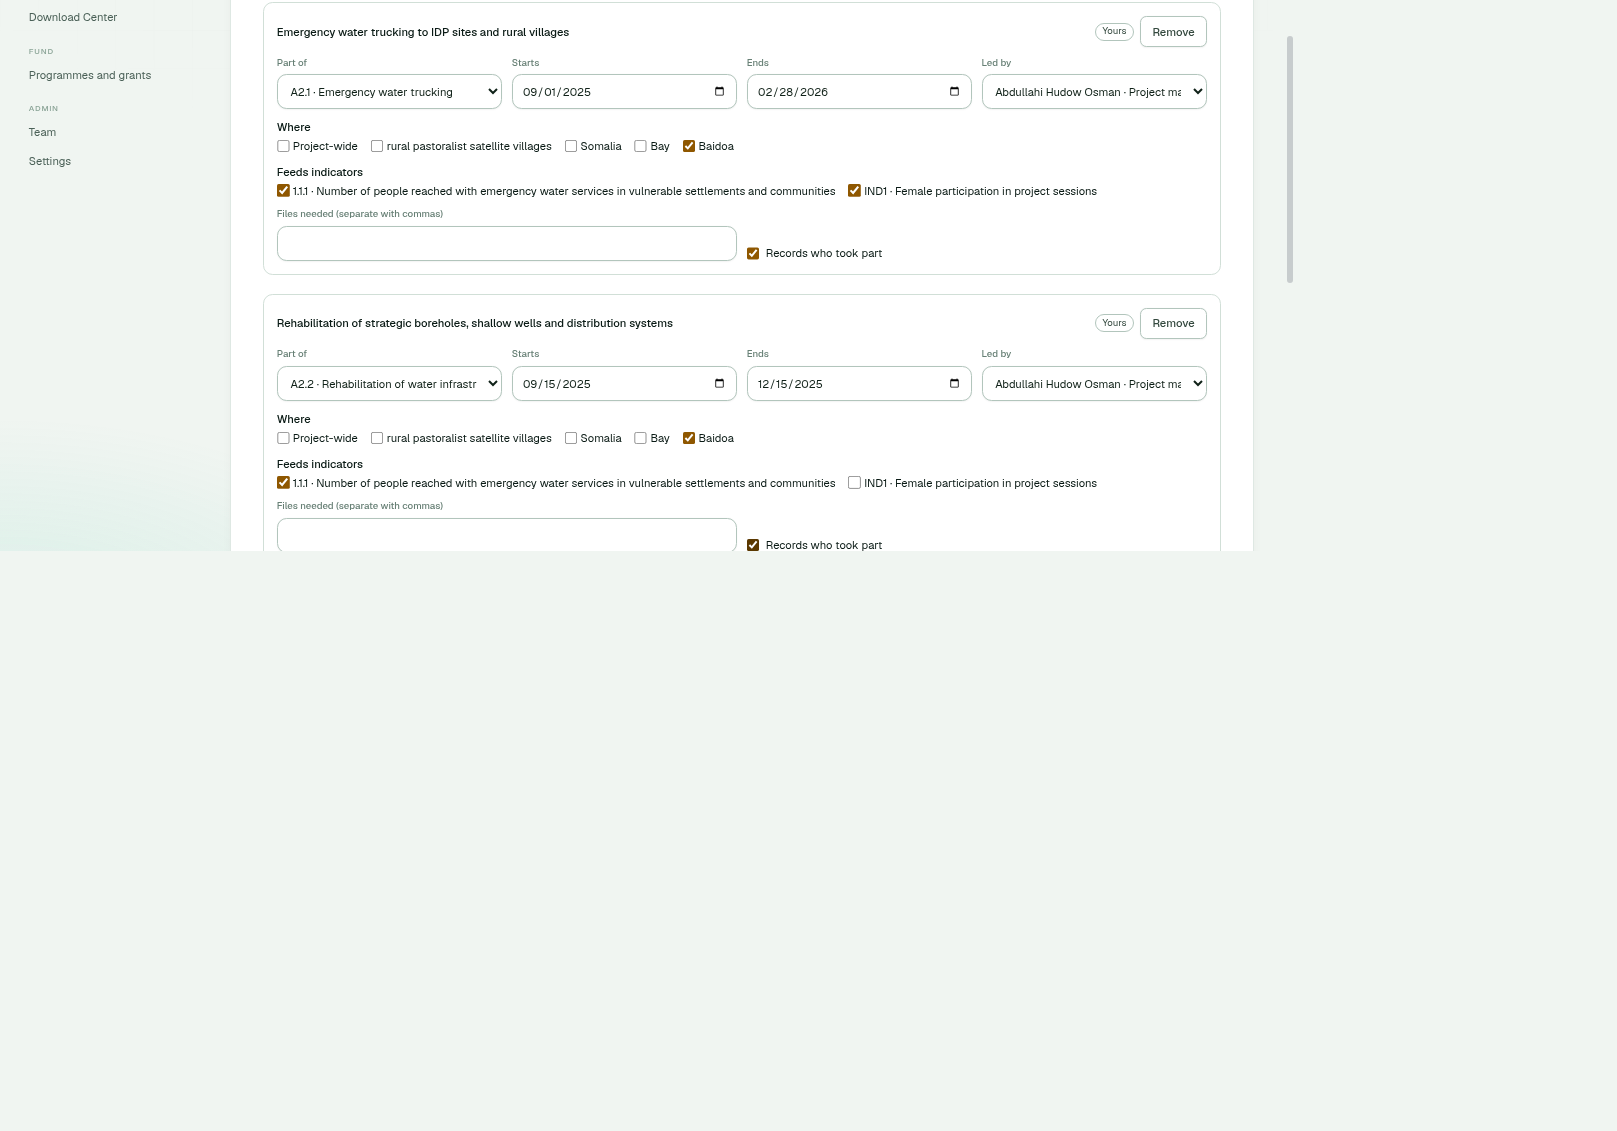 Download Center
FUND
Programmes and grants
ADMIN
Team
Settings
Emergency water trucking to IDP sites and rural villages
Yours
Remove
Part of
Starts
Ends
Led by
A2.1 · Emergency water trucking
09/01/2025
02/28/2026
Abdullahi Hudow Osman · Project ma
Where
Project-wide
rural pastoralist satellite villages
Somalia
Bay
Baidoa
Feeds indicators
1.1.1 · Number of people reached with emergency water services in vulnerable settlements and communities
IND1 · Female participation in project sessions
Files needed (separate with commas)
Records who took part
Rehabilitation of strategic boreholes, shallow wells and distribution systems
Yours
Remove
Part of
Starts
Ends
Led by
A2.2 · Rehabilitation of water infrastr
09/15/2025
12/15/2025
Abdullahi Hudow Osman · Project ma
Where
Project-wide
rural pastoralist satellite villages
Somalia
Bay
Baidoa
Feeds indicators
1.1.1 · Number of people reached with emergency water services in vulnerable settlements and communities
IND1 · Female participation in project sessions
Files needed (separate with commas)
Records who took part